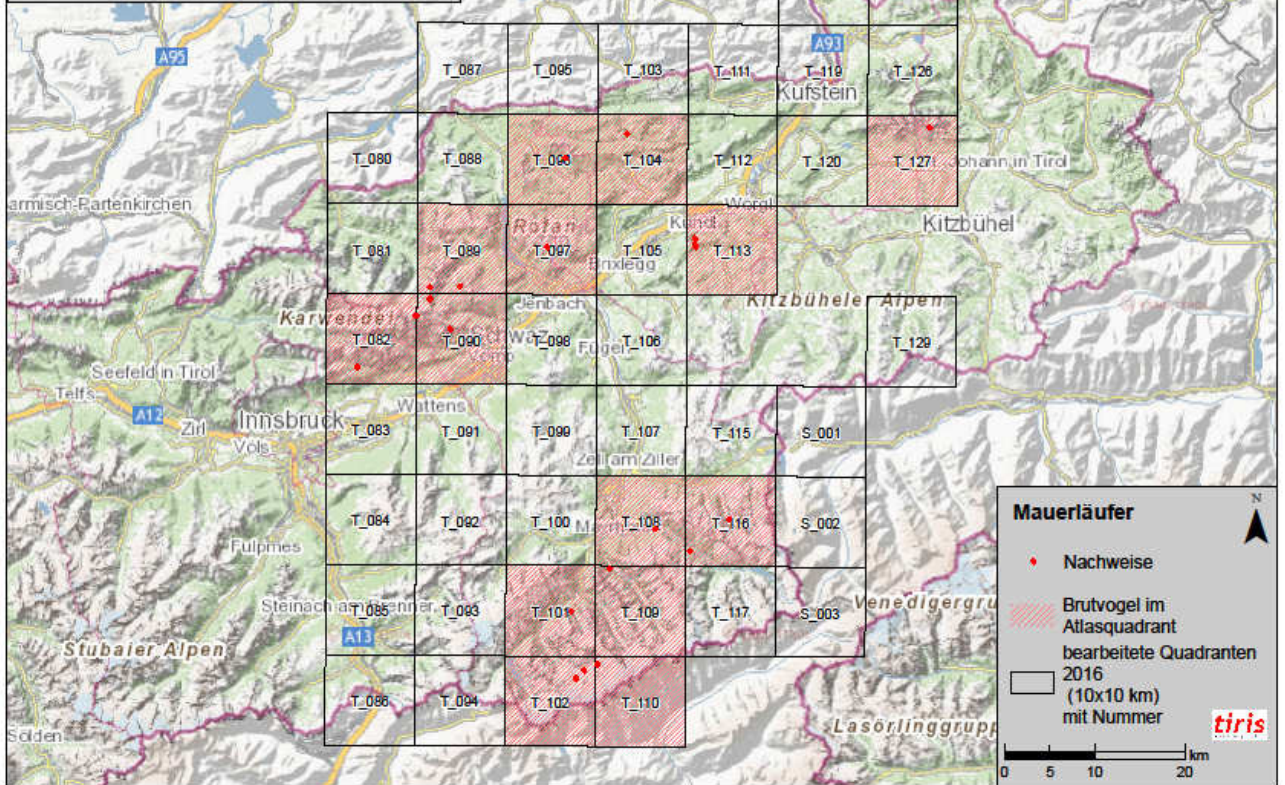 A95
A93
T_087 T_095 T_103 T_111 T_119 T_126
Kufstein
T_080 T_088 T_096 T_104 T_112 T_120 T_127 Johann in Tirol
armisch-Partenkirchen
Wörgl
Kundl
Kitzbühel
Rofan
T_081 T_089 T_097 T_105 T_113
Brixlegg
Jenbach
Kitzbüheler Alpen
Karwendel
T_082 T_090 Schwaz T_098 T_106 T_129
Fügen
Vomp
Seefeld in Tirol
Telfs
Wattens
A12
Innsbruck
Zirl
Völs
T_083 T_091 T_099 T_107 T_115 S_001
Zell am Ziller
T_084 T_092 T_100 T_108 T_116 S_002
Fulpmes
Steinach am Brenner
T_085 T_093 T_101 T_109 T_117 S_003
Venedigergru
A13
Stubaier Alpen
T_086 T_094 T_102 T_110
Lasörlinggrupp
Sölden
Mauerläufer
N
Nachweise
Brutvogel im
Atlasquadrant
bearbeitete Quadranten
2016
(10x10 km)
mit Nummer
tiris
km
0 5 10 20